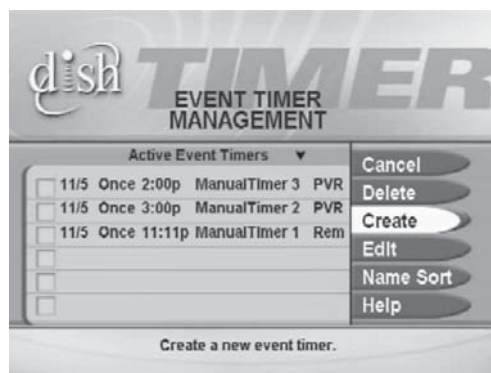 dish
TIMER
EVENT TIMER
MANAGEMENT
Active Event Timers
11/5 Once 2:00p ManualTimer 3 PVR
11/5 Once 3:00p ManualTimer 2 PVR
11/5 Once 11:11p ManualTimer 1 Rem
Cancel
Delete
Create
Edit
Name Sort
Help
Create a new event timer.